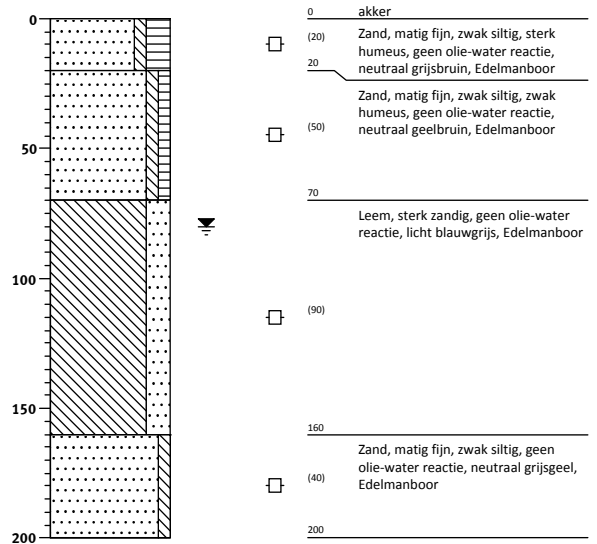 0
50
100
150
200
0 akker
(20) Zand, matig fijn, zwak siltig, sterk
humeus, geen olie-water reactie,
20 neutraal grijsbruin, Edelmanboor
Zand, matig fijn, zwak siltig, zwak
humeus, geen olie-water reactie,
(50) neutraal geelbruin, Edelmanboor
70
Leem, sterk zandig, geen olie-water
reactie, licht blauwgrijs, Edelmanboor
(90)
160
Zand, matig fijn, zwak siltig, geen
olie-water reactie, neutraal grijsgeel,
(40) Edelmanboor
200